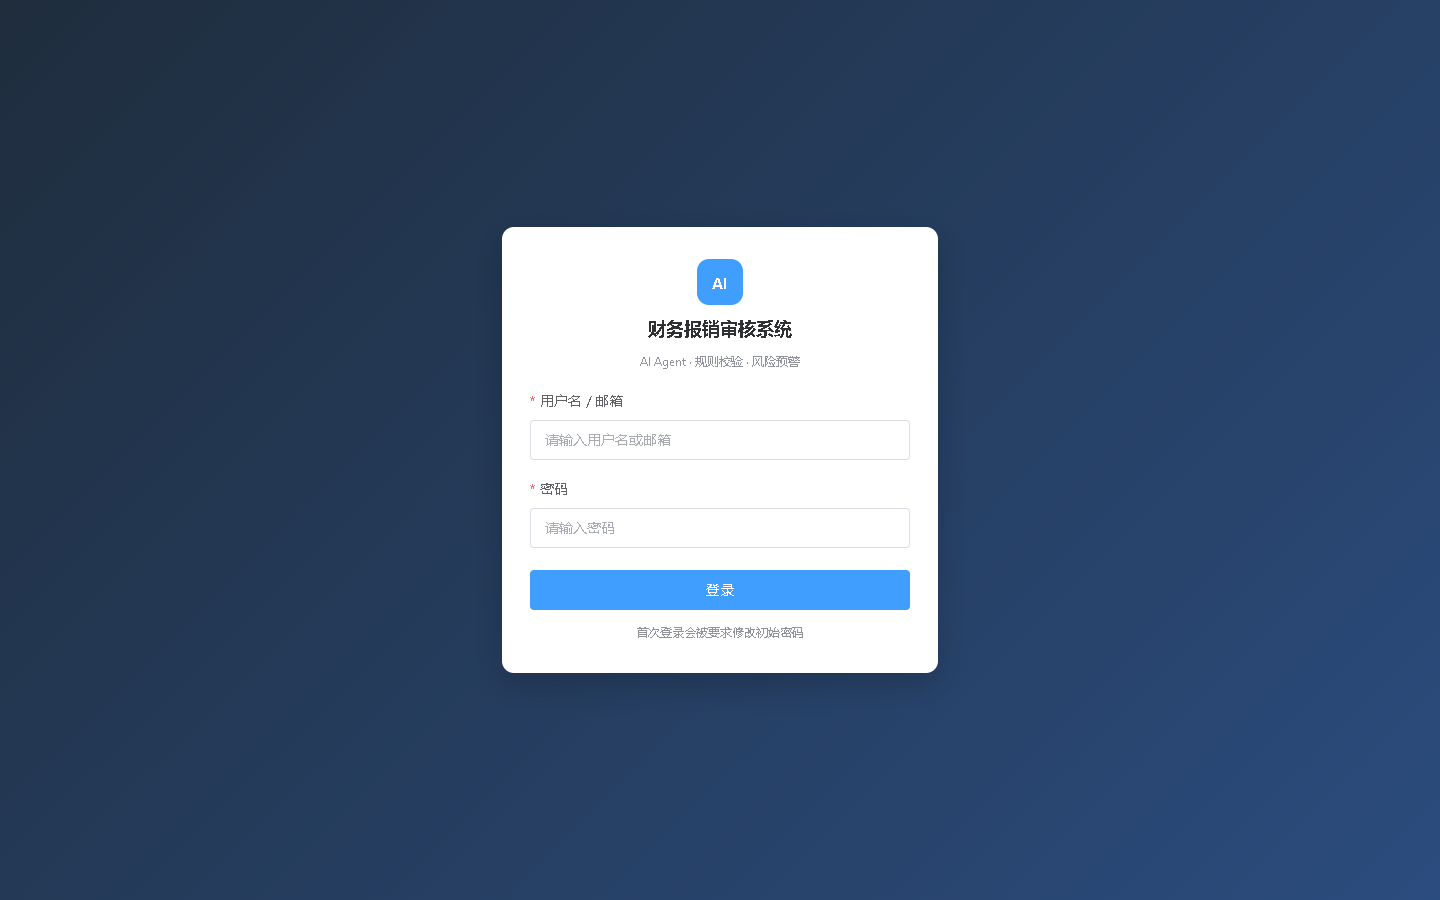 AI
财务报销审核系统
AI Agent · 规则校验 · 风险预警
* 用户名 / 邮箱
请输入用户名或邮箱
* 密码
请输入密码
登录
首次登录会被要求修改初始密码